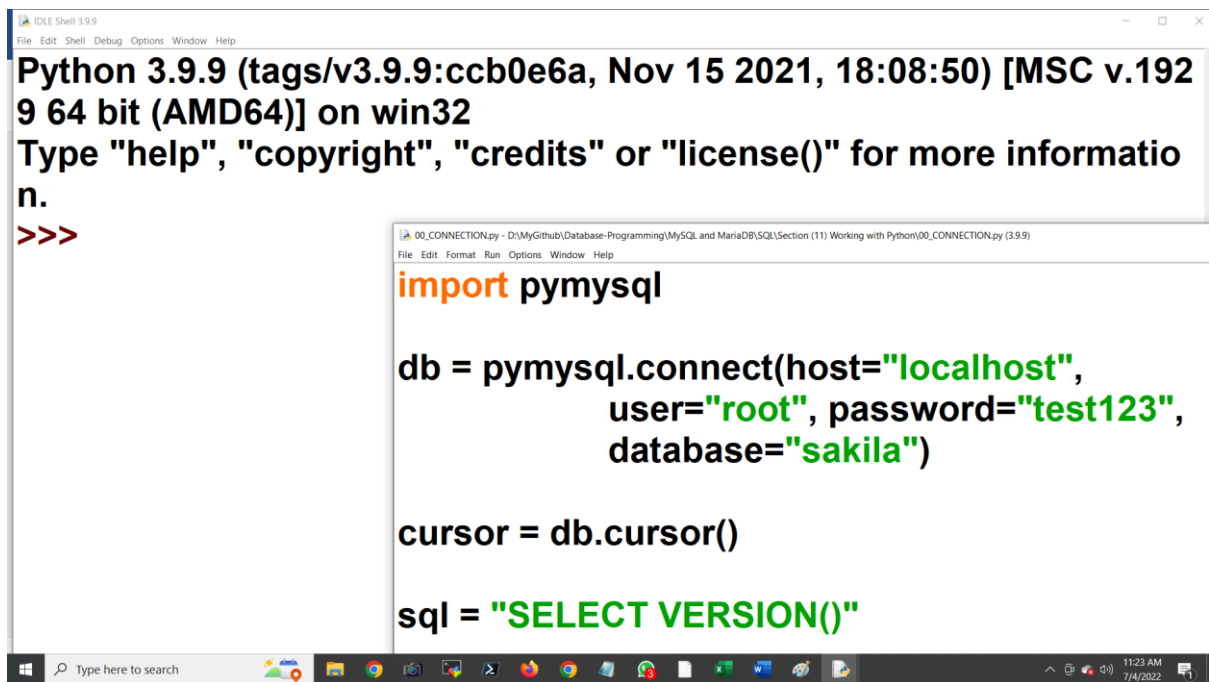 IDLE Shell 3.9.9
File Edit Shell Debug Options Window Help
Python 3.9.9 (tags/v3.9.9:ccb0e6a, Nov 15 2021, 18:08:50) [MSC v.192
9 64 bit (AMD64)] on win32
Type "help", "copyright", "credits" or "license()" for more informatio
n.
>>>
00_CONNECTION.py - D:\MyGithub\Database-Programming\MySQL and MariaDB\SQL\Section (11) Working with Python\00_CONNECTION.py (3.9.9)
File Edit Format Run Options Window Help
import pymysql
db = pymysql.connect(host="localhost",
user="root", password="test123",
database="sakila")
cursor = db.cursor()
sql = "SELECT VERSION()"
Type here to search
11:23 AM
7/4/2022